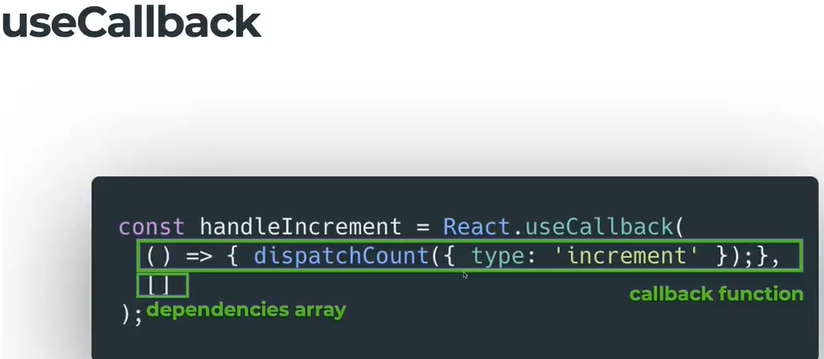 useCallback
const handleIncrement = React.useCallback(
() => { dispatchCount({ type: 'increment' });},
[]
callback function
); dependencies array